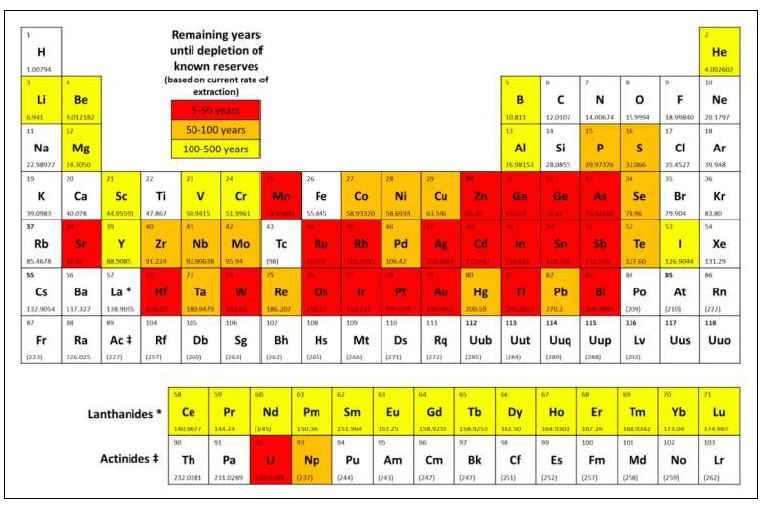 1 2
Remaining years
until depletion of
known reserves
(based on current rate of
extraction)
5-50 years
50-100 years
100-500 years
H He
1.00794 4.002602
3 4 5 6 7 8 9 10
Li Be B C N O F Ne
6.941 9.012182 10.811 12.0107 14.00674 15.9994 18.99840 20.1797
11 12 13 14 15 16 17 18
Na Mg Al Si P S Cl Ar
22.98977 24.3050 26.98153 28.0855 30.97376 32.066 35.4527 39.948
19 20 21 22 23 24 25 26 27 28 29 30 31 32 33 34 35 36
K Ca Sc Ti V Cr Mn Fe Co Ni Cu Zn Ga Ge As Se Br Kr
39.0983 40.078 44.95591 47.867 50.9415 51.9961 55.845 58.93320 58.6934 63.546 78.96 79.904 83.80
37 38 39 40 41 42 43 44 45 46 47 48 49 50 51 52 53 54
Rb Sr Y Zr Nb Mo Tc Ru Rh Pd Ag Cd In Sn Sb Te I Xe
85.4678 88.9085 91.224 92.90638 95.94 (98) 106.42 127.60 126.9044 131.29
55 56 57 72 73 74 75 76 77 78 79 80 81 82 83 84 85 86
Cs Ba La * Hf Ta W Re Os Ir Pt Au Hg Tl Pb Bi Po At Rn
132.9054 137.327 138.9055 180.9479 186.207 200.59 270.2 (209) (210) (222)
87 88 89 104 105 106 107 108 109 110 111 112 113 114 115 116 117 118
Fr Ra Ac ‡ Rf Db Sg Bh Hs Mt Ds Rq Uub Uut Uuq Uup Lv Uus Uuo
(223) 226.025 (227) (257) (260) (263) (262) (265) (266) (271) (272) (285) (284) (289) (288) (292)
58 59 60 61 62 63 64 65 66 67 68 69 70 71
Lanthanides * Ce Pr Nd Pm Sm Eu Gd Tb Dy Ho Er Tm Yb Lu
140.9077 144.24 (145) 150.36 151.964 157.25 158.9253 158.9253 162.50 164.9303 167.26 168.9342 173.04 174.967
90 91 92 93 94 95 96 97 98 99 100 101 102 103
Actinides ‡ Th Pa U Np Pu Am Cm Bk Cf Es Fm Md No Lr
232.0381 231.0289 (237) (244) (243) (247) (247) (251) (252) (257) (258) (259) (262)